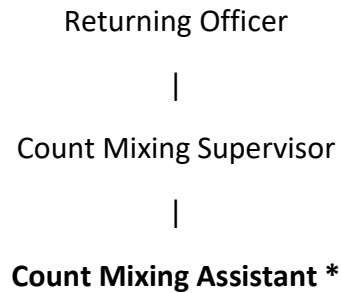 Returning Officer
|
Count Mixing Supervisor
|
Count Mixing Assistant *